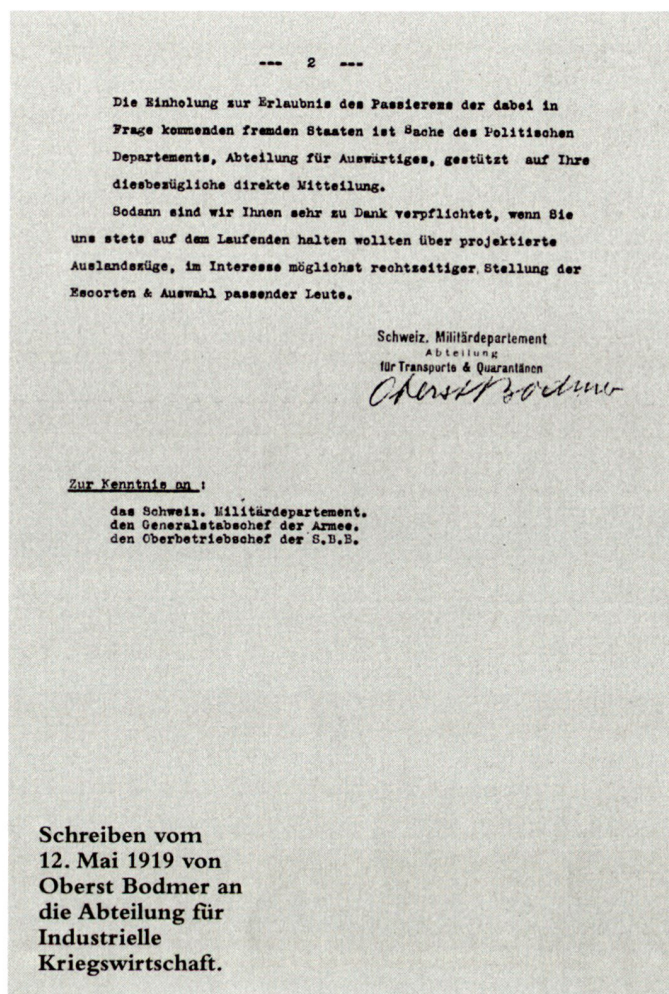 --- 2 ---
Die Einholung zur Erlaubnis des Passierens der dabei in
Frage kommenden fremden Staaten ist Sache des Politischen
Departements, Abteilung für Auswärtiges, gestützt auf Ihre
diesbezügliche direkte Mitteilung.
Sodann sind wir Ihnen sehr zu Dank verpflichtet, wenn Sie
uns stets auf dem Laufenden halten wollten über projektierte
Auslandszüge, im Interesse möglichst rechtzeitiger Stellung der
Escorten & Auswahl passender Leute.
Schweiz. Militärdepartement
Abteilung
für Transporte & Quarantänen
Oberst Bodmer
Zur Kenntnis an :
das Schweiz. Militärdepartement.
den Generalstabschef der Armee.
den Oberbetriebschef der S.B.B.
Schreiben vom
12. Mai 1919 von
Oberst Bodmer an
die Abteilung für
Industrielle
Kriegswirtschaft.